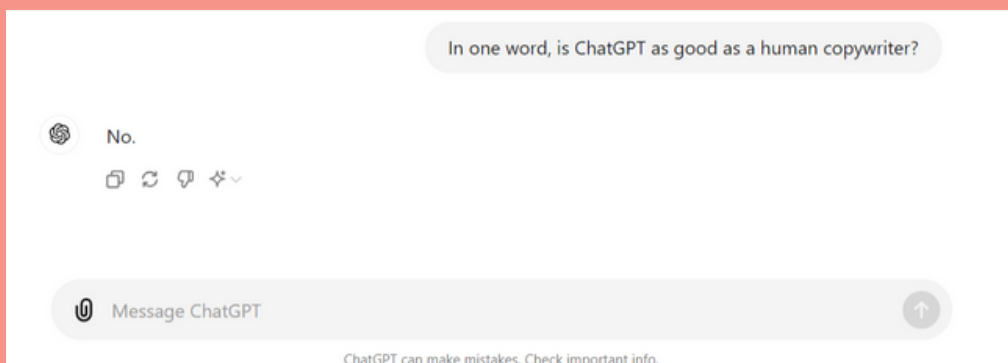 In one word, is ChatGPT as good as a human copywriter?
No.
Message ChatGPT
ChatGPT can make mistakes. Check important info.